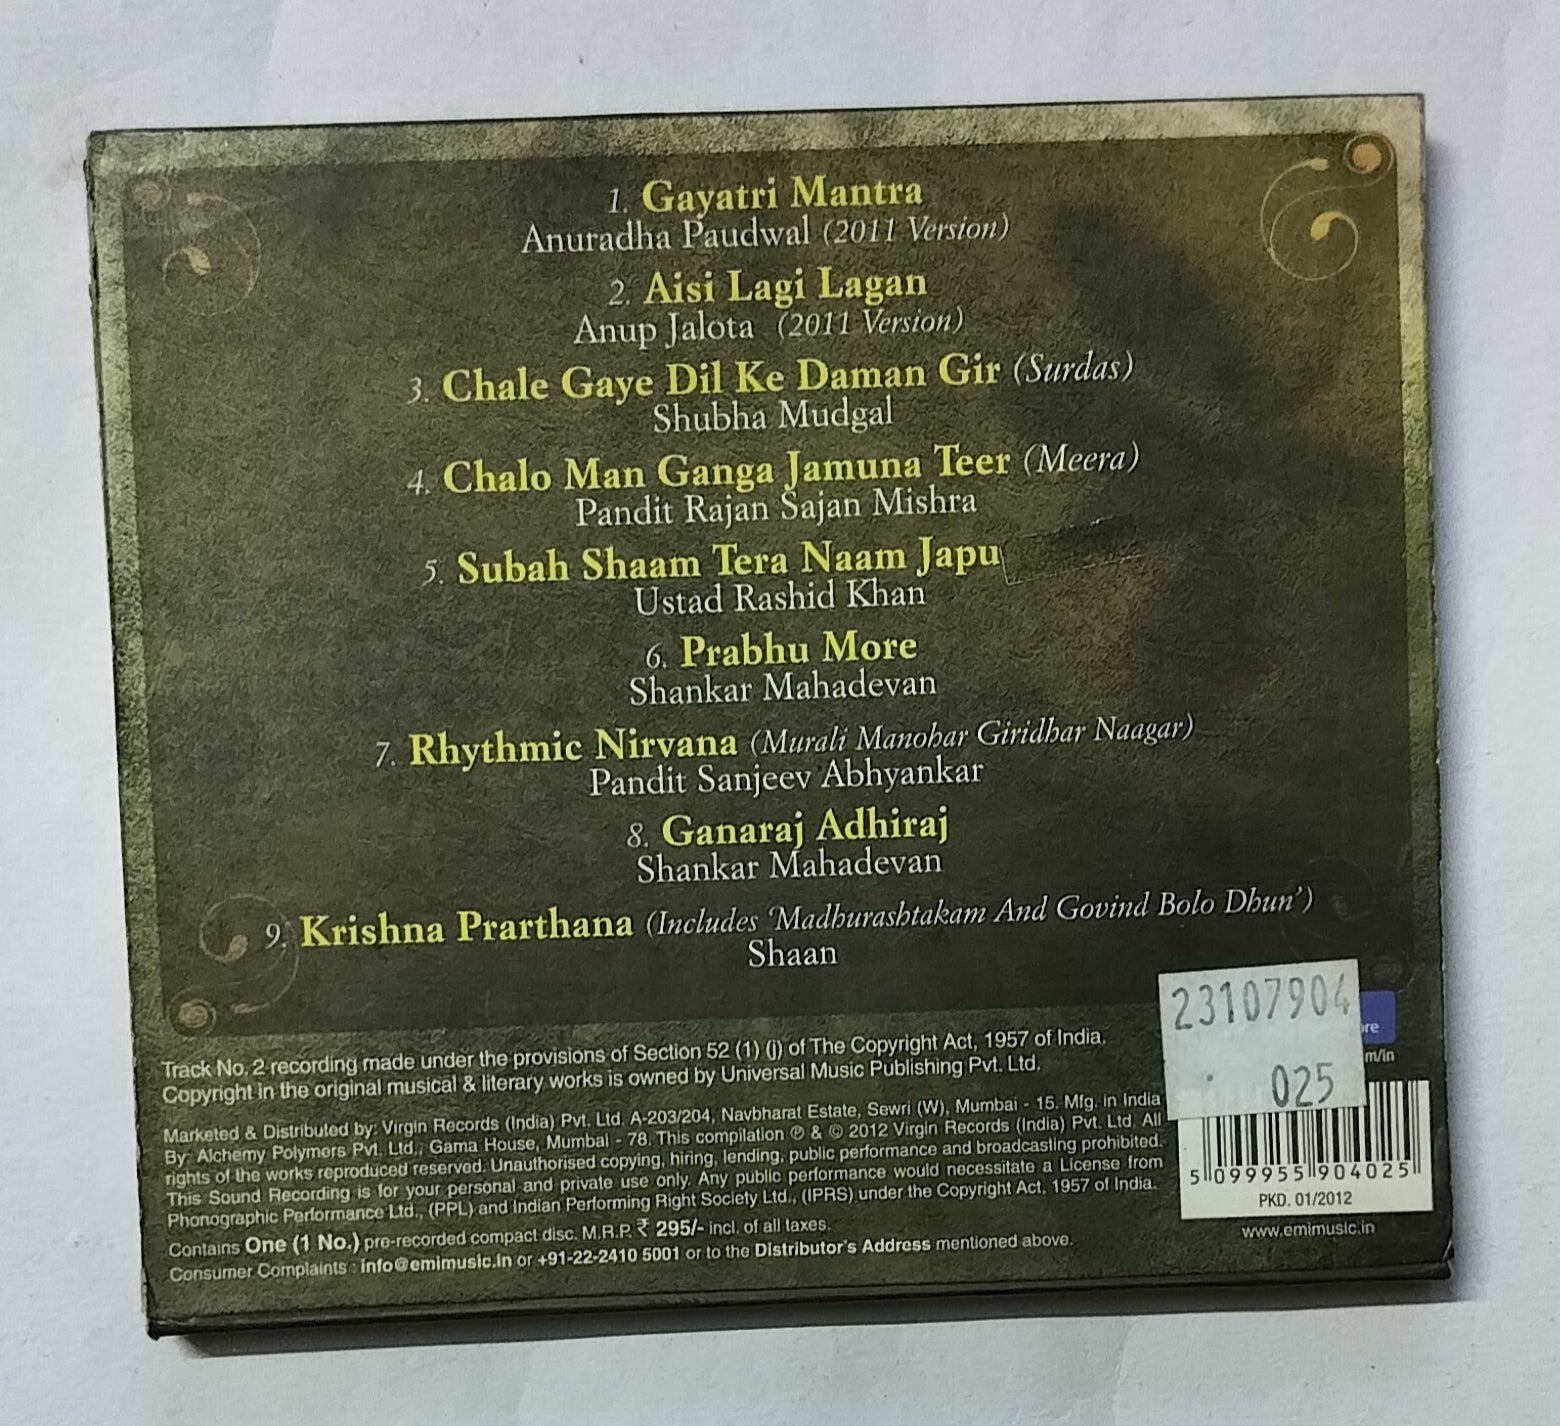 1. Gayatri Mantra
Anuradha Paudwal (2011 Version)
2. Aisi Lagi Lagan
Anup Jalota (2011 Version)
3. Chale Gaye Dil Ke Daman Gir (Surdas)
Shubha Mudgal
4. Chalo Man Ganga Jamuna Teer (Meera)
Pandit Rajan Sajan Mishra
5. Subah Shaam Tera Naam Japu
Ustad Rashid Khan
6. Prabhu More
Shankar Mahadevan
7. Rhythmic Nirvana (Murali Manohar Giridhar Naagar)
Pandit Sanjeev Abhyankar
8. Ganaraj Adhiraj
Shankar Mahadevan
9. Krishna Prarthana (Includes ‘Madhurashtakam And Govind Bolo Dhun’)
Shaan
Track No. 2 recording made under the provisions of Section 52 (1) (j) of The Copyright Act, 1957 of India.
Copyright in the original musical & literary works is owned by Universal Music Publishing Pvt. Ltd.
Marketed & Distributed by: Virgin Records (India) Pvt. Ltd. A-203/204, Navbharat Estate, Sewri (W), Mumbai - 15. Mfg. in India
By: Alchemy Polymers Pvt. Ltd., Gama House, Mumbai - 78. This compilation ℗ & © 2012 Virgin Records (India) Pvt. Ltd. All
rights of the works reproduced reserved. Unauthorised copying, hiring, lending, public performance and broadcasting prohibited.
This Sound Recording is for your personal and private use only. Any public performance would necessitate a License from
Phonographic Performance Ltd., (PPL) and Indian Performing Right Society Ltd., (IPRS) under the Copyright Act, 1957 of India.
Contains One (1 No.) pre-recorded compact disc. M.R.P. ₹ 295/- incl. of all taxes.
Consumer Complaints : info@emimusic.in or +91-22-2410 5001 or to the Distributor's Address mentioned above.
23107904
025
re
m/in
5 099955 904025
PKD. 01/2012
www.emimusic.in